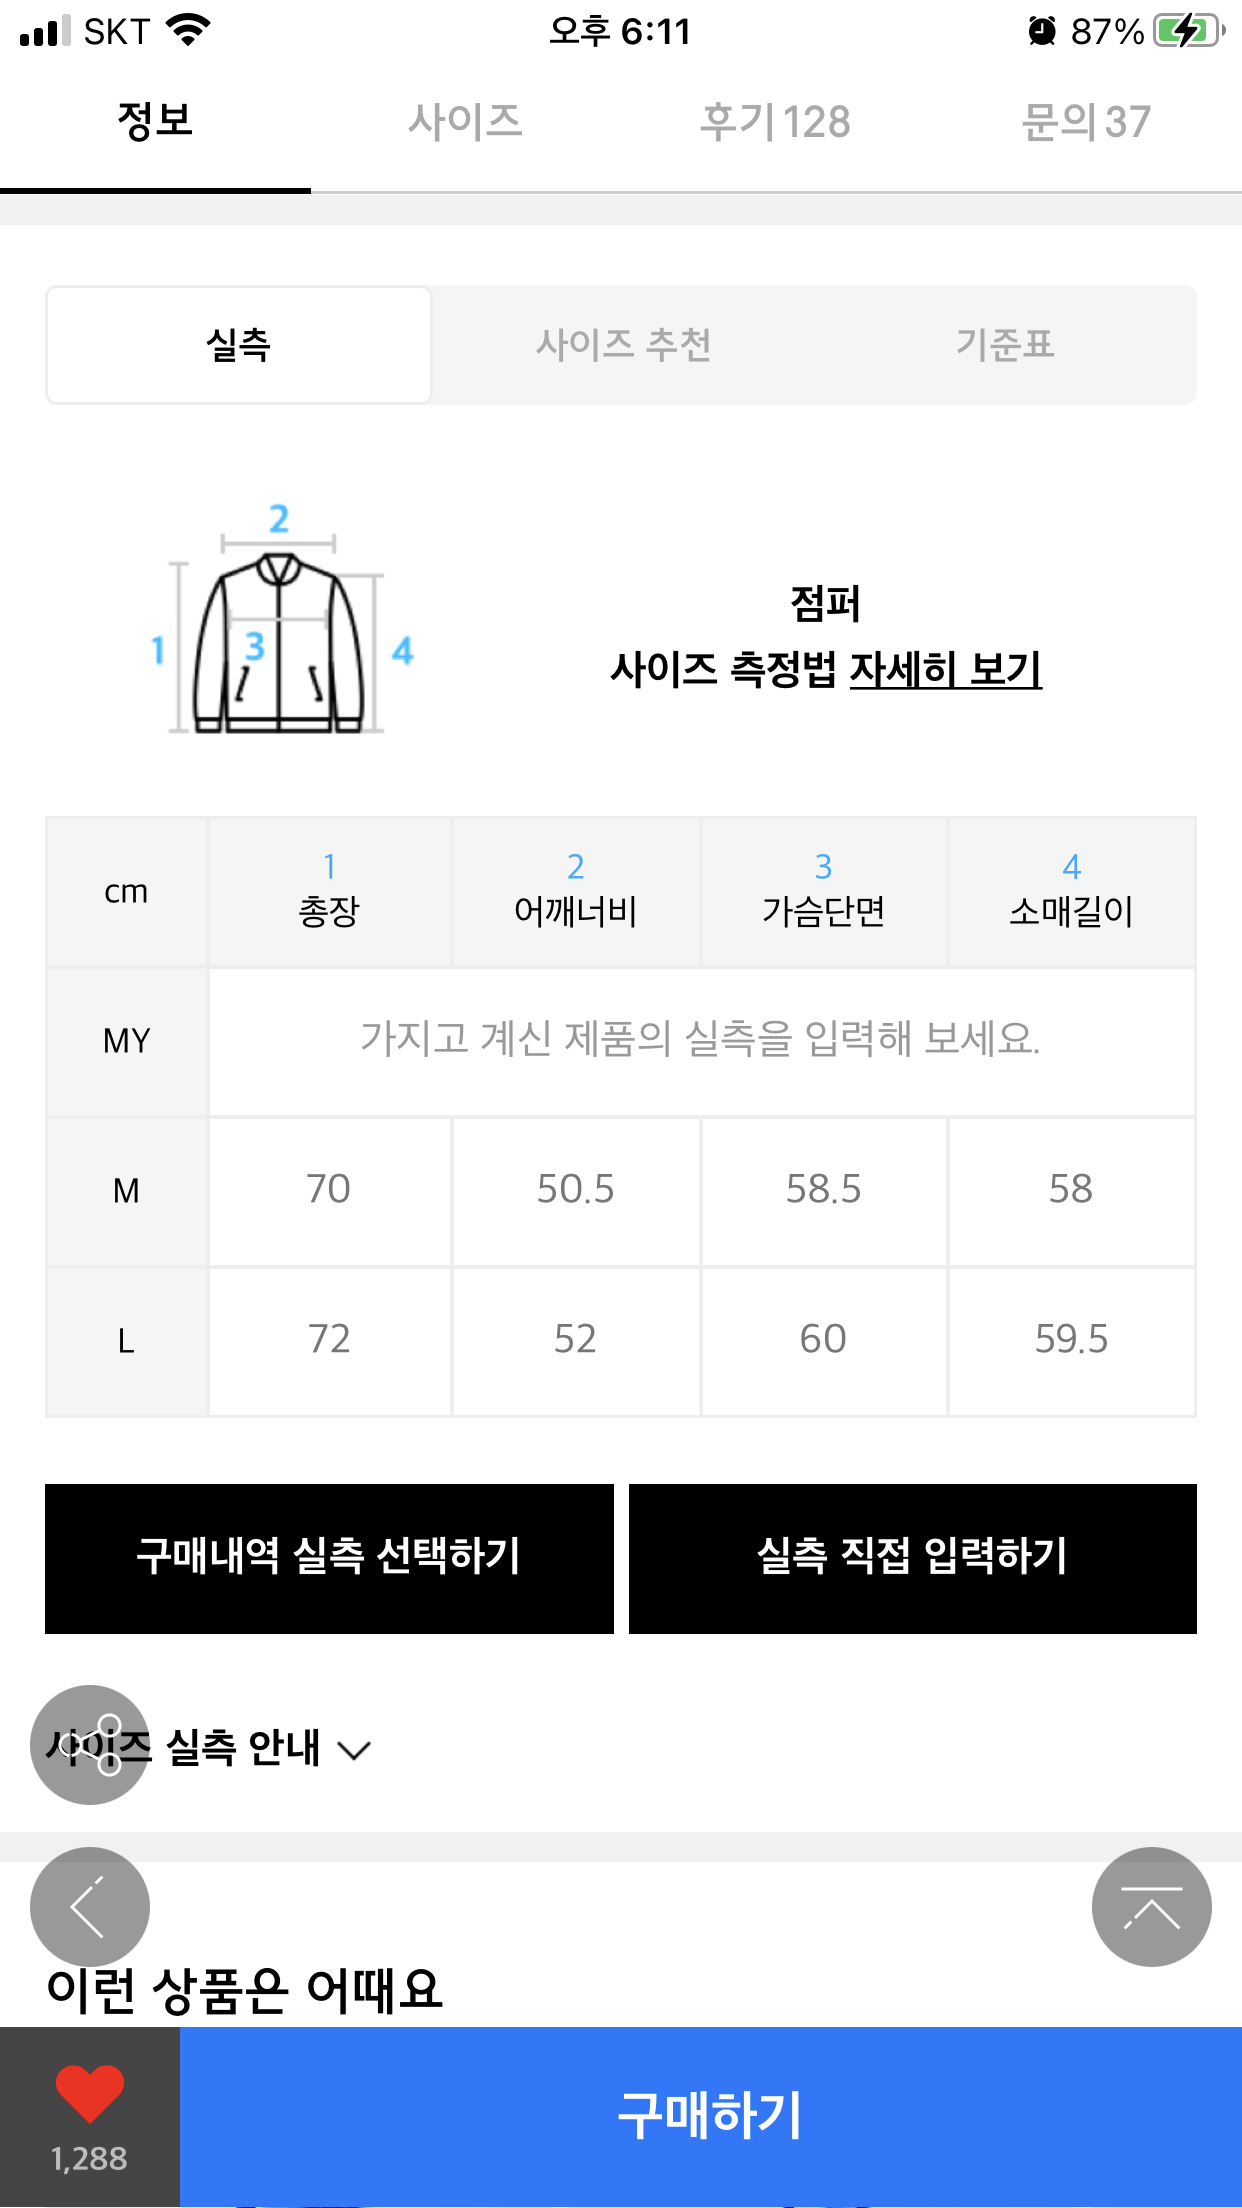 SKT 오후 6:11 87%
정보 사이즈 후기 128 문의 37
실측 사이즈 추천 기준표
2
1 3 4
점퍼
사이즈 측정법 자세히 보기
cm 1 총장 2 어깨너비 3 가슴단면 4 소매길이
MY 가지고 계신 제품의 실측을 입력해 보세요.
M 70 50.5 58.5 58
L 72 52 60 59.5
구매내역 실측 선택하기 실측 직접 입력하기
사이즈 실측 안내
이런 상품은 어때요
1,288 구매하기